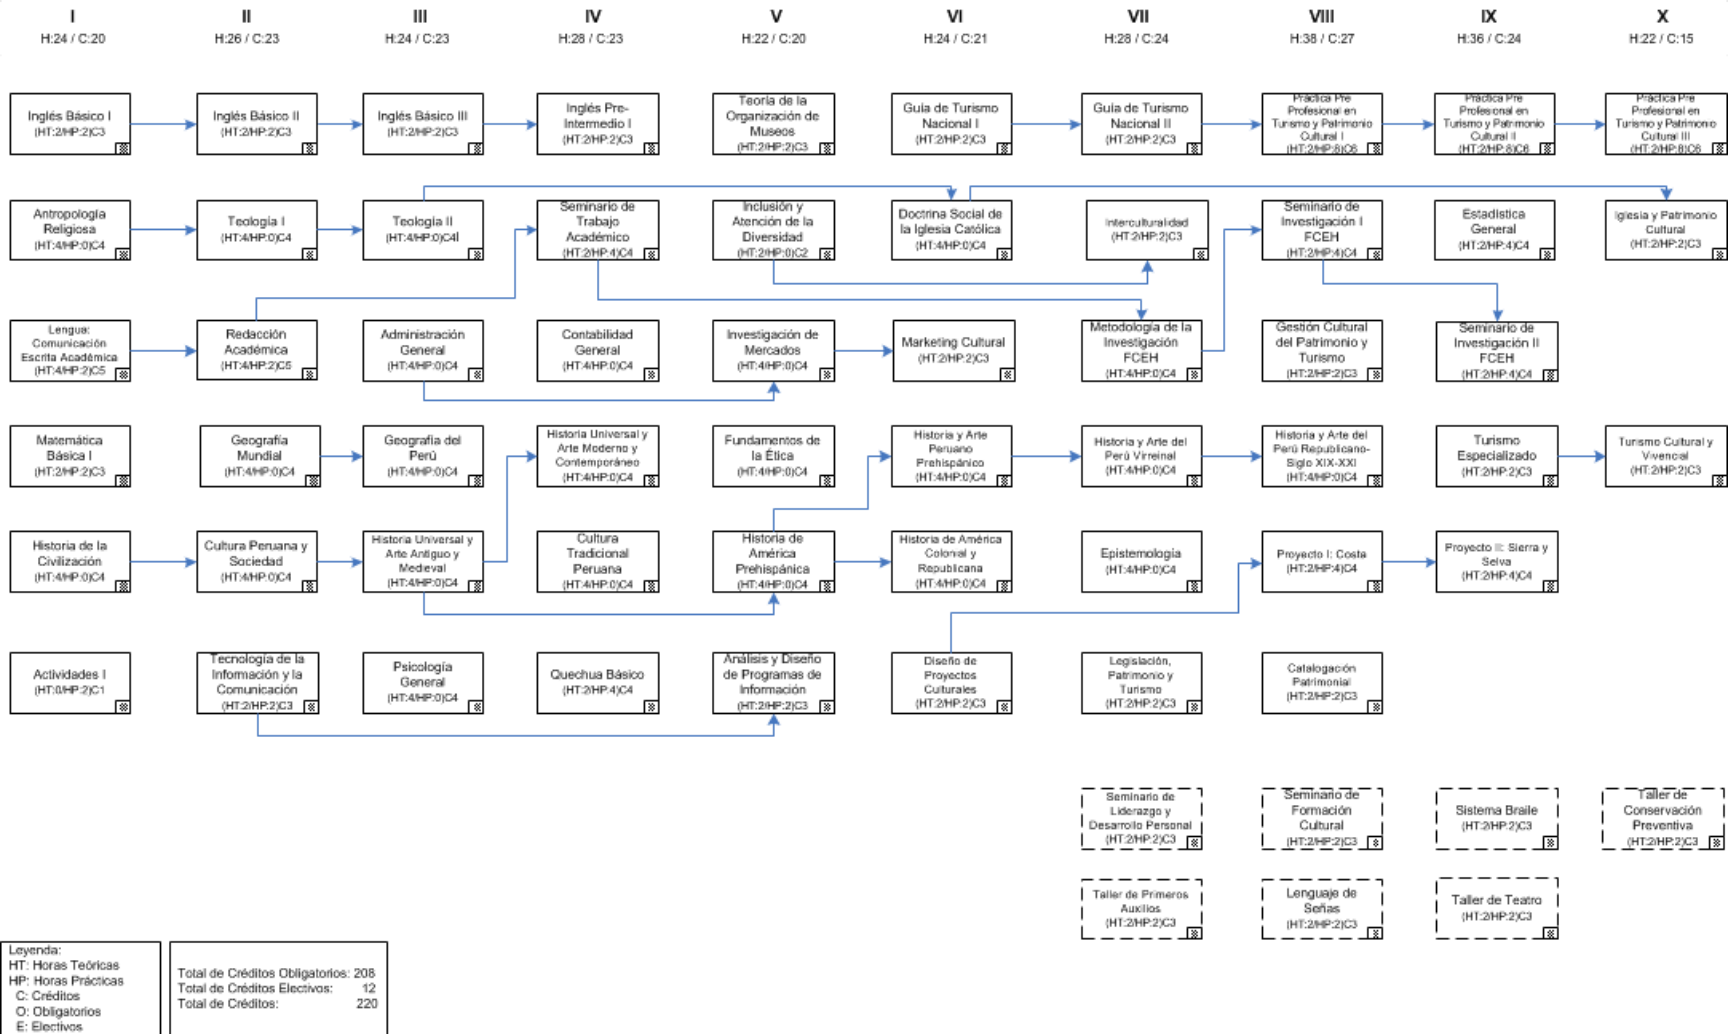 I
II
III
IV
V
VI
VII
VIII
IX
X
H:24 / C:20
H:26 / C:23
H:24 / C:23
H:28 / C:23
H:22 / C:20
H:24 / C:21
H:28 / C:24
H:38 / C:27
H:36 / C:24
H:22 / C:15
Inglés Básico I
(HT:2/HP:2)C3
Inglés Básico II
(HT:2/HP:2)C3
Inglés Básico III
(HT:2/HP:2)C3
Inglés Pre-
Intermedio I
(HT:2/HP:2)C3
Teoría de la
Organización de
Museos
(HT:2/HP:2)C3
Guía de Turismo
Nacional I
(HT:2/HP:2)C3
Guía de Turismo
Nacional II
(HT:2/HP:2)C3
Práctica Pre
Profesional en
Turismo y Patrimonio
Cultural I
(HT:2/HP:8)C6
Práctica Pre
Profesional en
Turismo y Patrimonio
Cultural II
(HT:2/HP:8)C6
Práctica Pre
Profesional en
Turismo y Patrimonio
Cultural III
(HT:2/HP:8)C6
Antropología
Religiosa
(HT:4/HP:0)C4
Teología I
(HT:4/HP:0)C4
Teología II
(HT:4/HP:0)C4l
Seminario de
Trabajo
Académico
(HT:2/HP:4)C4
Inclusión y
Atención de la
Diversidad
(HT:2/HP:0)C2
Doctrina Social de
la Iglesia Católica
(HT:4/HP:0)C4
Interculturalidad
(HT:2/HP:2)C3
Seminario de
Investigación I
FCEH
(HT:2/HP:4)C4
Estadística
General
(HT:2/HP:4)C4
Iglesia y Patrimonio
Cultural
(HT:2/HP:2)C3
Lengua:
Comunicación
Escrita Académica
(HT:4/HP:2)C5
Redacción
Académica
(HT:4/HP:2)C5
Administración
General
(HT:4/HP:0)C4
Contabilidad
General
(HT:4/HP:0)C4
Investigación de
Mercados
(HT:4/HP:0)C4
Marketing Cultural
(HT:2/HP:2)C3
Metodología de la
Investigación
FCEH
(HT:4/HP:0)C4
Gestión Cultural
del Patrimonio y
Turismo
(HT:2/HP:2)C3
Seminario de
Investigación II
FCEH
(HT:2/HP:4)C4
Matemática
Básica I
(HT:2/HP:2)C3
Geografía
Mundial
(HT:4/HP:0)C4
Geografía del
Perú
(HT:4/HP:0)C4
Historia Universal y
Arte Moderno y
Contemporáneo
(HT:4/HP:0)C4
Fundamentos de
la Ética
(HT:4/HP:0)C4
Historia y Arte
Peruano
Prehispánico
(HT:4/HP:0)C4
Historia y Arte del
Perú Virreinal
(HT:4/HP:0)C4
Historia y Arte del
Perú Republicano-
Siglo XIX-XXI
(HT:4/HP:0)C4
Turismo
Especializado
(HT:2/HP:2)C3
Turismo Cultural y
Vivencial
(HT:2/HP:2)C3
Historia de la
Civilización
(HT:4/HP:0)C4
Cultura Peruana y
Sociedad
(HT:4/HP:0)C4
Historia Universal y
Arte Antiguo y
Medieval
(HT:4/HP:0)C4
Cultura
Tradicional
Peruana
(HT:4/HP:0)C4
Historia de
América
Prehispánica
(HT:4/HP:0)C4
Historia de América
Colonial y
Republicana
(HT:4/HP:0)C4
Epistemología
(HT:4/HP:0)C4
Proyecto I: Costa
(HT:2/HP:4)C4
Proyecto II: Sierra y
Selva
(HT:2/HP:4)C4
Actividades I
(HT:0/HP:2)C1
Tecnología de la
Información y la
Comunicación
(HT:2/HP:2)C3
Psicología
General
(HT:4/HP:0)C4
Quechua Básico
(HT:2/HP:4)C4
Análisis y Diseño
de Programas de
Información
(HT:2/HP:2)C3
Diseño de
Proyectos
Culturales
(HT:2/HP:2)C3
Legislación,
Patrimonio y
Turismo
(HT:2/HP:2)C3
Catalogación
Patrimonial
(HT:2/HP:2)C3
Seminario de
Liderazgo y
Desarrollo Personal
(HT:2/HP:2)C3
Seminario de
Formación
Cultural
(HT:2/HP:2)C3
Sistema Braile
(HT:2/HP:2)C3
Taller de
Conservación
Preventiva
(HT:2/HP:2)C3
Taller de Primeros
Auxilios
(HT:2/HP:2)C3
Lenguaje de
Señas
(HT:2/HP:2)C3
Taller de Teatro
(HT:2/HP:2)C3
Leyenda:
HT: Horas Teóricas
HP: Horas Prácticas
C: Créditos
O: Obligatorios
E: Electivos
Total de Créditos Obligatorios: 208
Total de Créditos Electivos: 12
Total de Créditos: 220